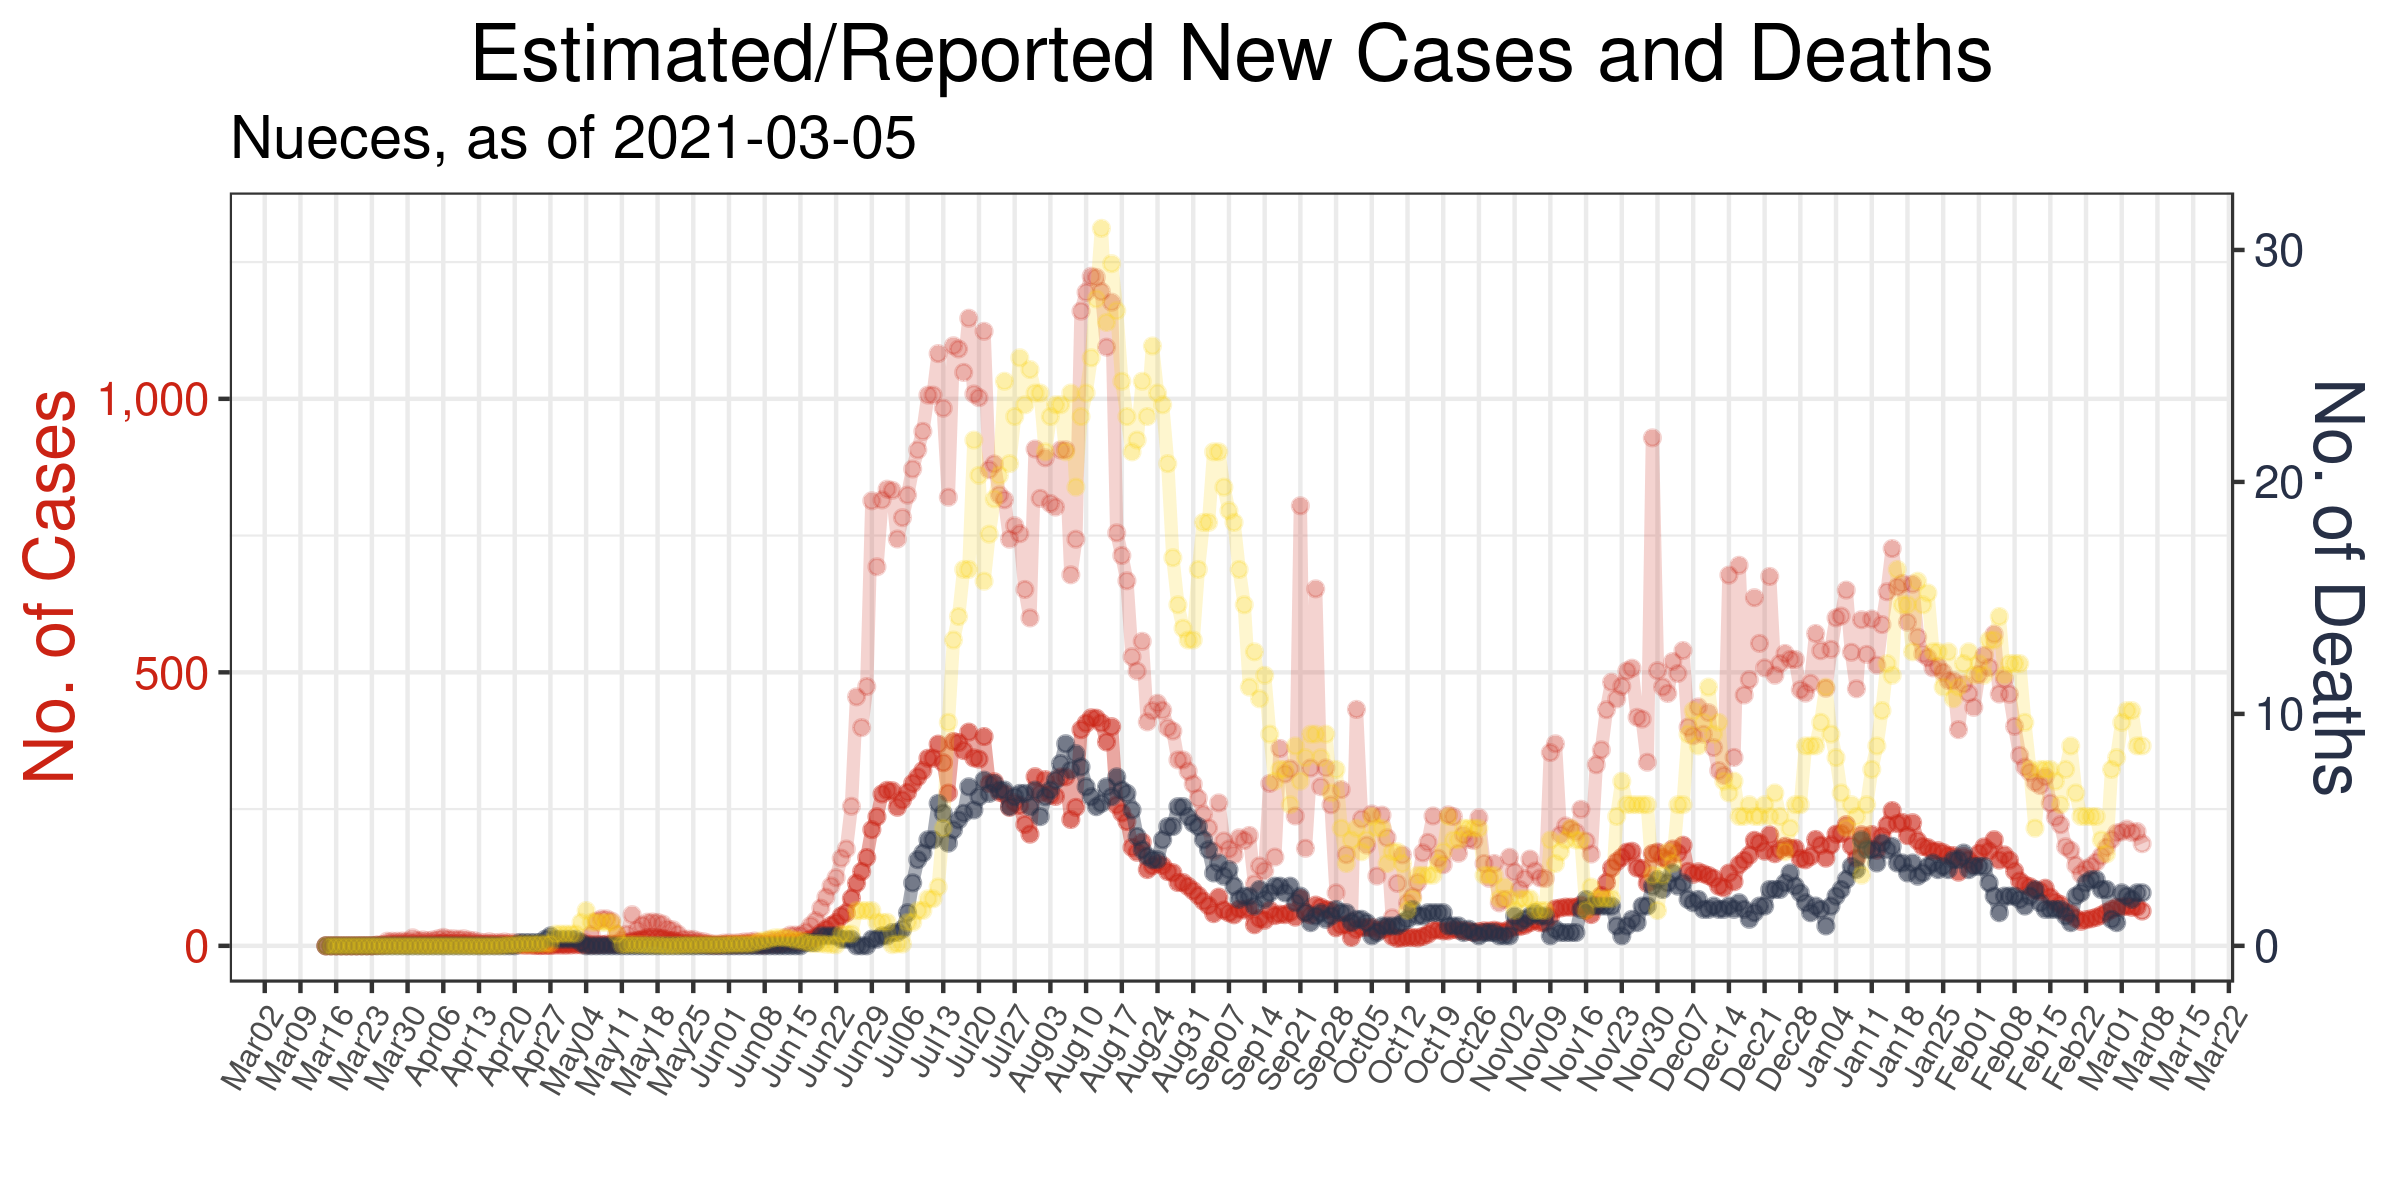 Estimated/Reported New Cases and Deaths
Nueces, as of 2021-03-05
No. of Cases
1,000
500
0
30
20
10
0
No. of Deaths
Mar02 Mar09 Mar16 Mar23 Mar30 Apr06 Apr13 Apr20 Apr27 May04 May11 May18 May25 Jun01 Jun08 Jun15 Jun22 Jun29 Jul06 Jul13 Jul20 Jul27 Aug03 Aug10 Aug17 Aug24 Aug31 Sep07 Sep14 Sep21 Sep28 Oct05 Oct12 Oct19 Oct26 Nov02 Nov09 Nov16 Nov23 Nov30 Dec07 Dec14 Dec21 Dec28 Dec04 Jan11 Jan18 Jan25 Feb01 Feb08 Feb15 Feb22 Mar01 Mar08 Mar15 Mar22